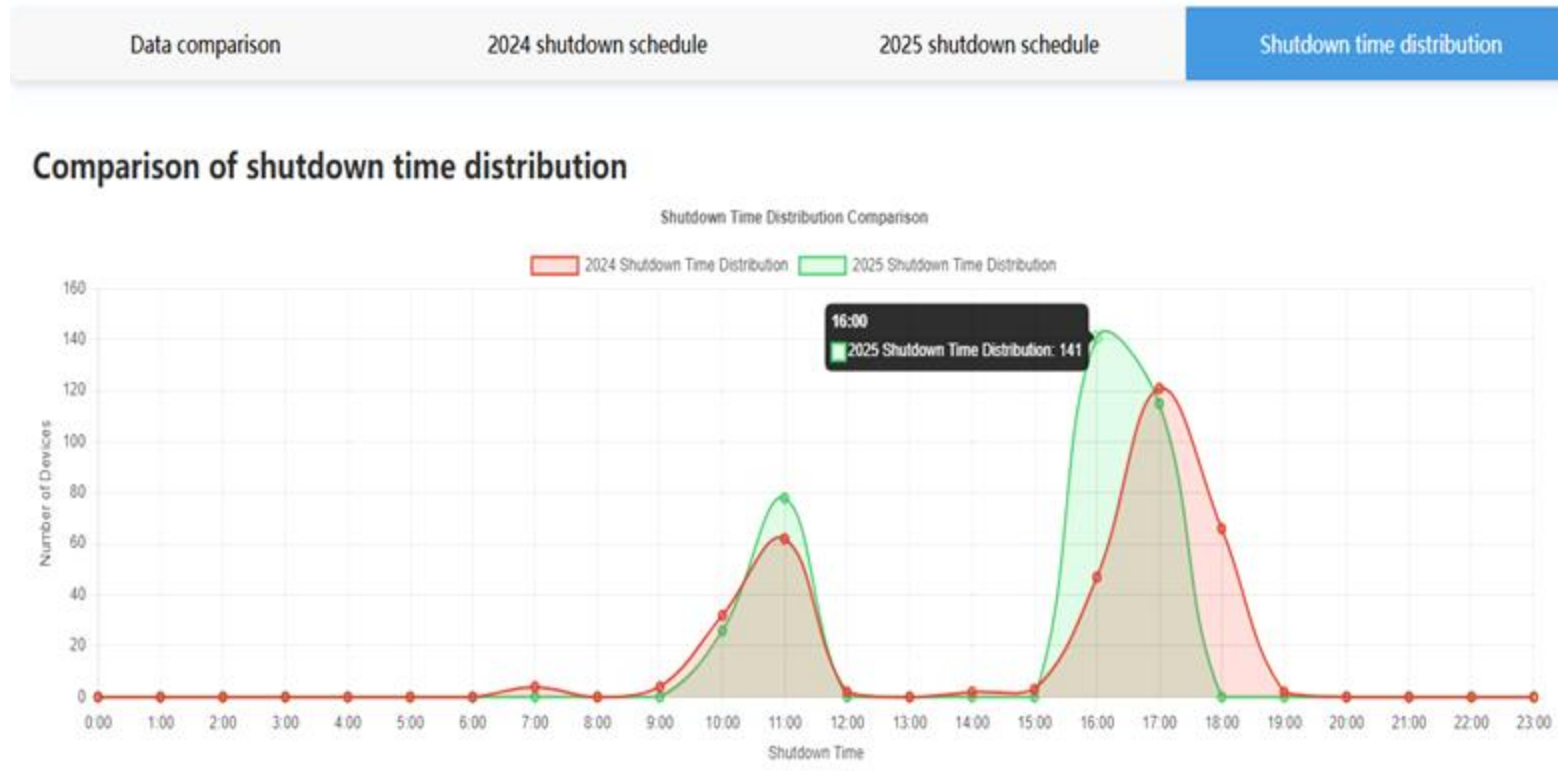 Data comparison 2024 shutdown schedule 2025 shutdown schedule Shutdown time distribution
Comparison of shutdown time distribution
Shutdown Time Distribution Comparison
2024 Shutdown Time Distribution 2025 Shutdown Time Distribution
160
16:00
140
2025 Shutdown Time Distribution: 141
120
100
80
60
40
20
0
Number of Devices
0:00 1:00 2:00 3:00 4:00 5:00 6:00 7:00 8:00 9:00 10:00 11:00 12:00 13:00 14:00 15:00 16:00 17:00 18:00 19:00 20:00 21:00 22:00 23:00
Shutdown Time